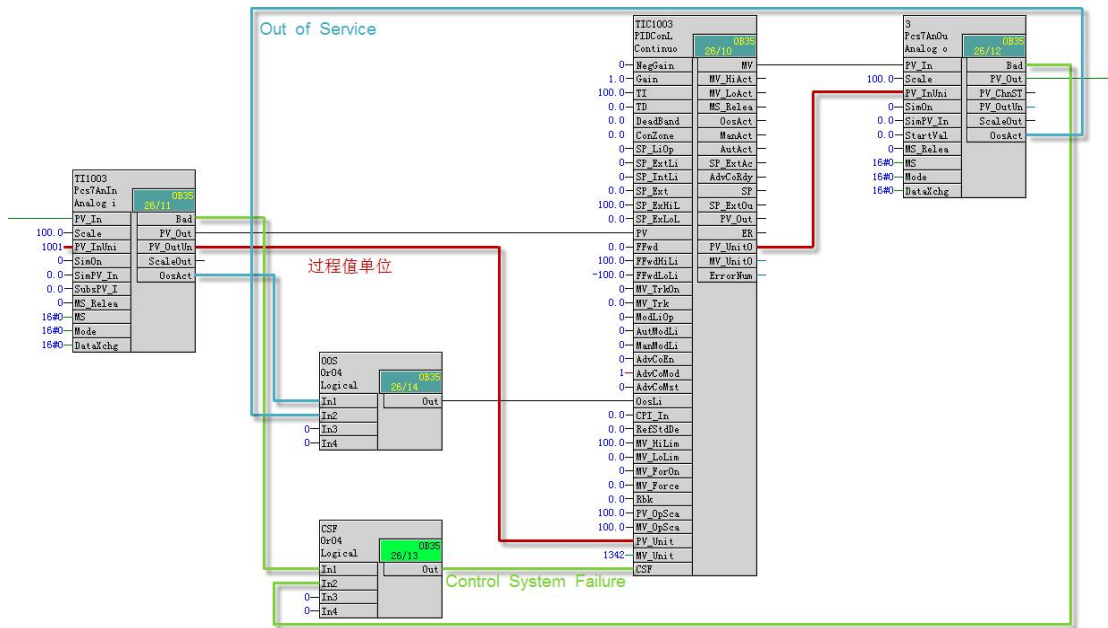 Out of Service
TIC1003
PIDConL
Continuo
OB35
26/10
0 NegGain
1.0 Gain
100.0 TI
0.0 TD
0.0 DeadBand
0.0 ConZone
0 SP_LiOp
0 SP_ExtLi
0 SP_IntLi
0.0 SP_Ext
100.0 SP_ExHiL
0.0 SP_ExLoL
PV
0.0 FFwd
100.0 FFwdHiLi
-100.0 FFwdLoLi
0 MV_TrkOn
0.0 MV_Trk
0 ModLiOp
0 AutModLi
0 ManModLi
0 AdvCoEn
1 AdvCoMod
0 AdvCoMst
OosLi
0.0 CPI_In
0.0 RefStdDe
100.0 MV_HiLim
0.0 MV_LoLim
0 MV_ForOn
0.0 MV_Force
0.0 Rbk
100.0 PV_OpSca
100.0 MV_OpSca
PV_Unit
1342 MV_Unit
CSF
MV
MV_HiAct
MV_LoAct
MS_Relea
OosAct
ManAct
AutAct
SP_ExtAc
AdvCoRdy
SP
SP_ExtOu
PV_Out
ER
PV_UnitO
MV_UnitO
ErrorNum
3
Pcs7AnOu
Analog o
OB35
26/12
PV_In
100.0 Scale
PV_InUni
0 SimOn
0.0 SimPV_In
0.0 StartVal
0 MS_Relea
16#0 MS
16#0 Mode
16#0 DataXchg
Bad
PV_Out
PV_ChnST
PV_OutUn
ScaleOut
OosAct
TI1003
Pcs7AnIn
Analog i
OB35
26/11
PV_In
100.0 Scale
1001 PV_InUni
0 SimOn
0.0 SimPV_In
0.0 SubsPV_I
0 MS_Relea
16#0 MS
16#0 Mode
16#0 DataXchg
Bad
PV_Out
PV_OutUn
ScaleOut
OosAct
过程值单位
OOS
Or04
Logical
OB35
26/14
In1
In2
0 In3
0 In4
Out
CSF
Or04
Logical
OB35
26/13
In1
In2
0 In3
0 In4
Out
Control System Failure